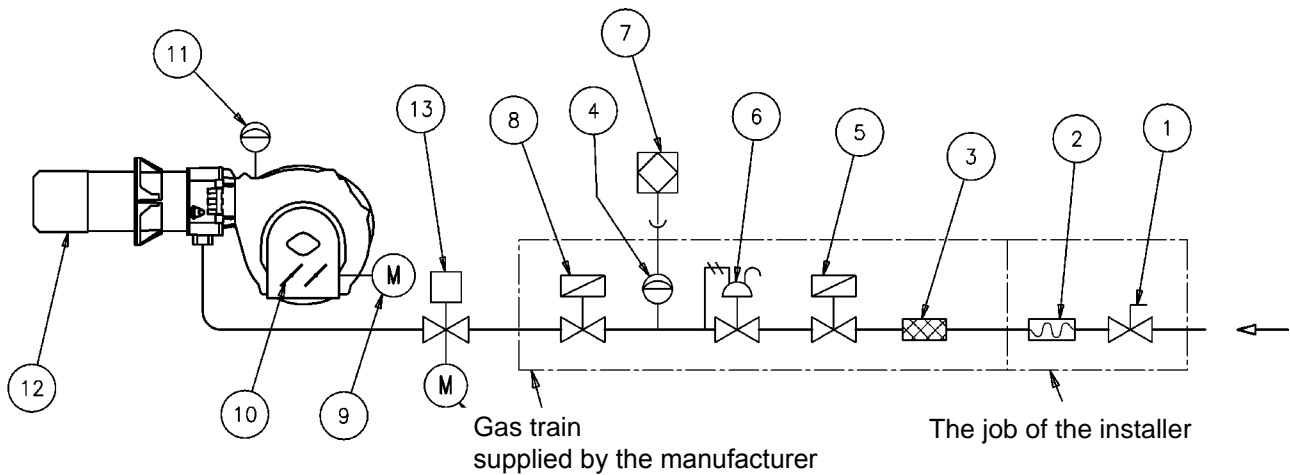 7
11
13
8
4
6
5
3
2
1
M
M
12
10
9
Gas train
supplied by the manufacturer
The job of the installer